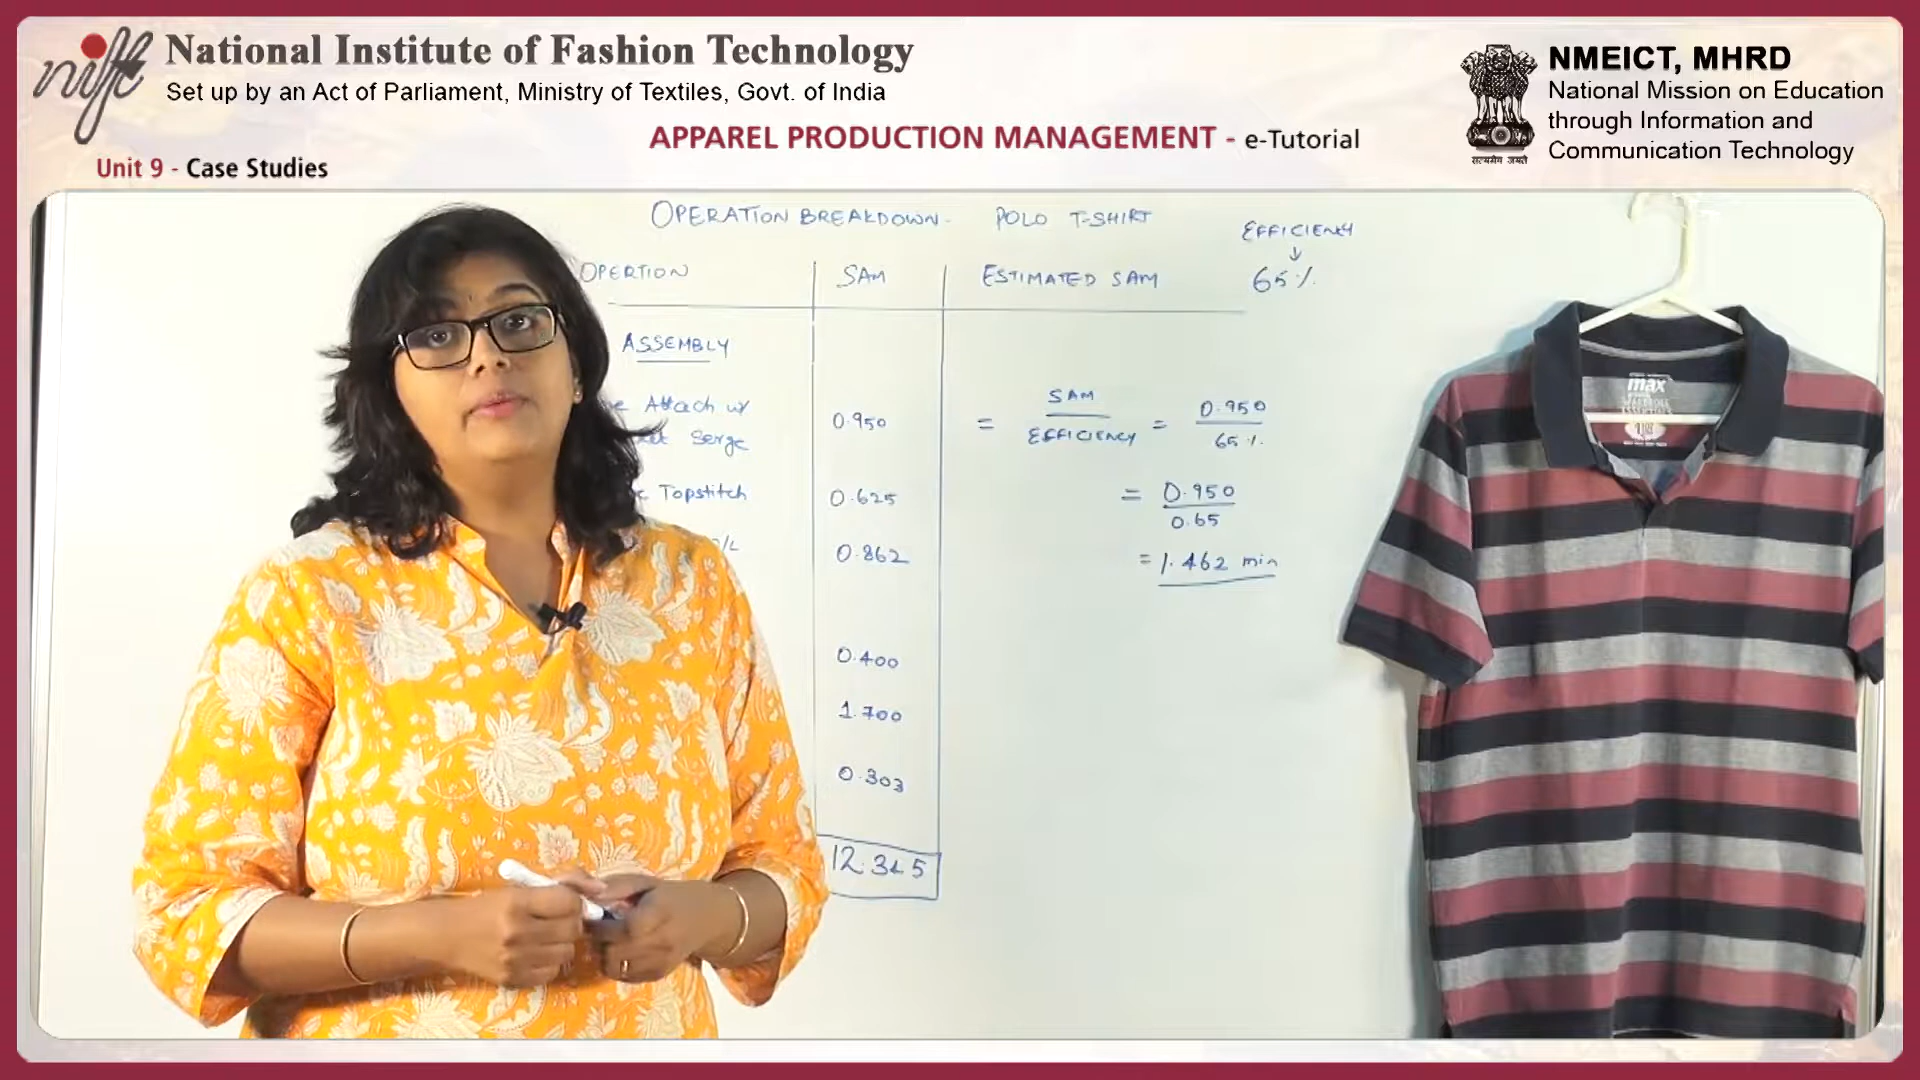 nift
National Institute of Fashion Technology
Set up by an Act of Parliament, Ministry of Textiles, Govt. of India
APPAREL PRODUCTION MANAGEMENT - e-Tutorial
Unit 9 - Case Studies
NMEICT, MHRD
National Mission on Education
through Information and
Communication Technology
सत्यमेव जयते
OPERATION BREAKDOWN - POLO T-SHIRT
EFFICIENCY
↓
65%
OPERTION SAM ESTIMATED SAM
ASSEMBLY
Attach w/
Serge
0.950
= SAM / EFFICIENCY = 0.950 / 65%
Topstitch 0.625
= 0.950 / 0.65
O/L 0.862
= 1.462 min
0.400
1.700
0.303
12.345
max